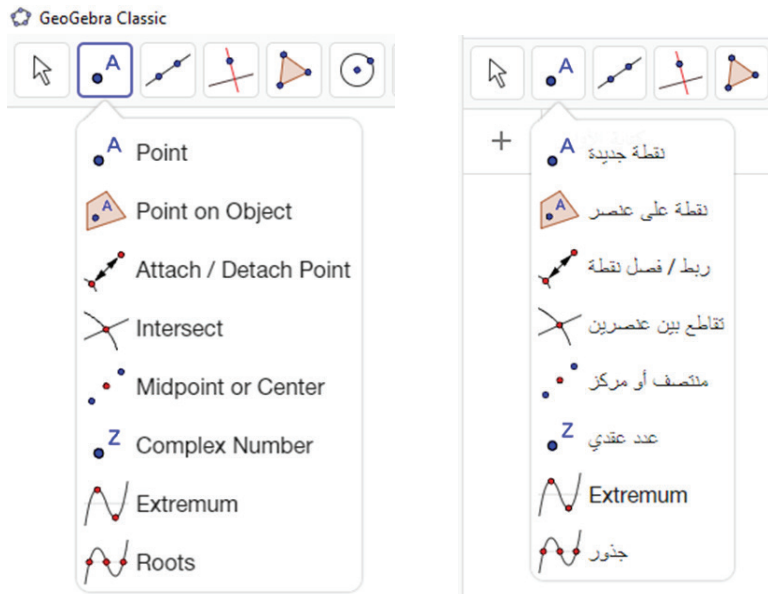 GeoGebra Classic
A
Point
A
Point on Object
Attach / Detach Point
Intersect
Midpoint or Center
Z
Complex Number
Extremum
Roots
A
نقطة جديدة
A
نقطة على عنصر
ربط / فصل نقطة
تقاطع بين عنصرين
منتصف أو مركز
Z
عدد عقدي
Extremum
جذور